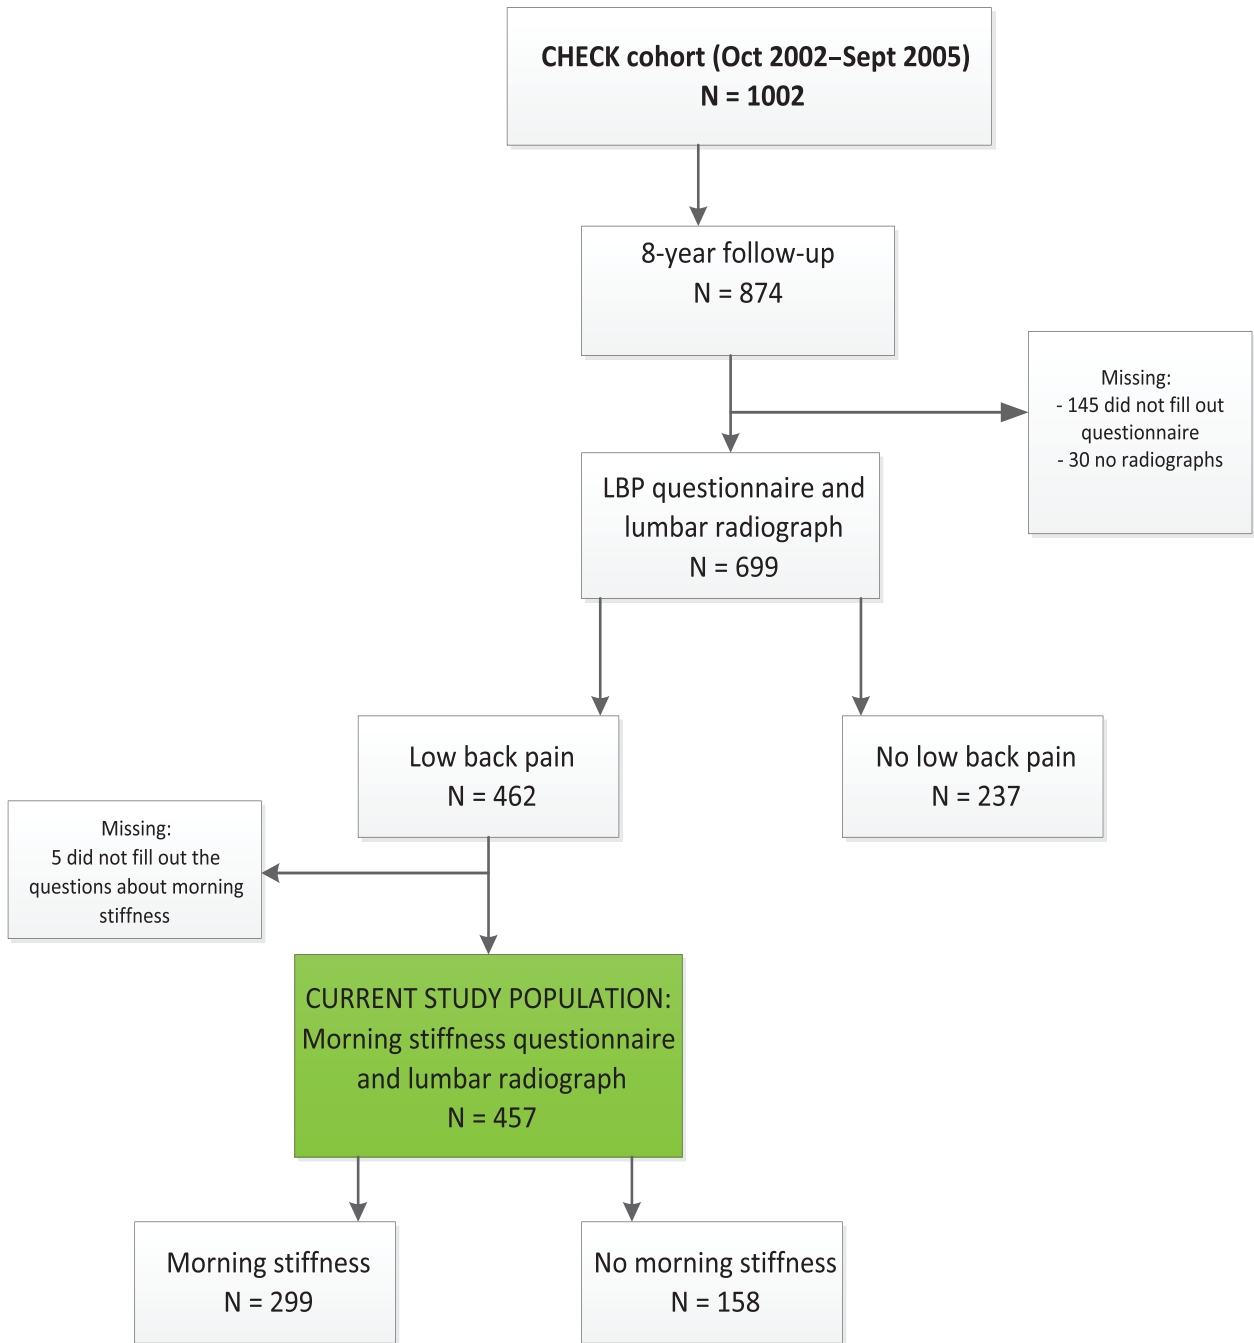 CHECK cohort (Oct 2002–Sept 2005)
N = 1002
8-year follow-up
N = 874
Missing:
- 145 did not fill out
questionnaire
- 30 no radiographs
LBP questionnaire and
lumbar radiograph
N = 699
Low back pain
N = 462
No low back pain
N = 237
Missing:
5 did not fill out the
questions about morning
stiffness
CURRENT STUDY POPULATION:
Morning stiffness questionnaire
and lumbar radiograph
N = 457
Morning stiffness
N = 299
No morning stiffness
N = 158